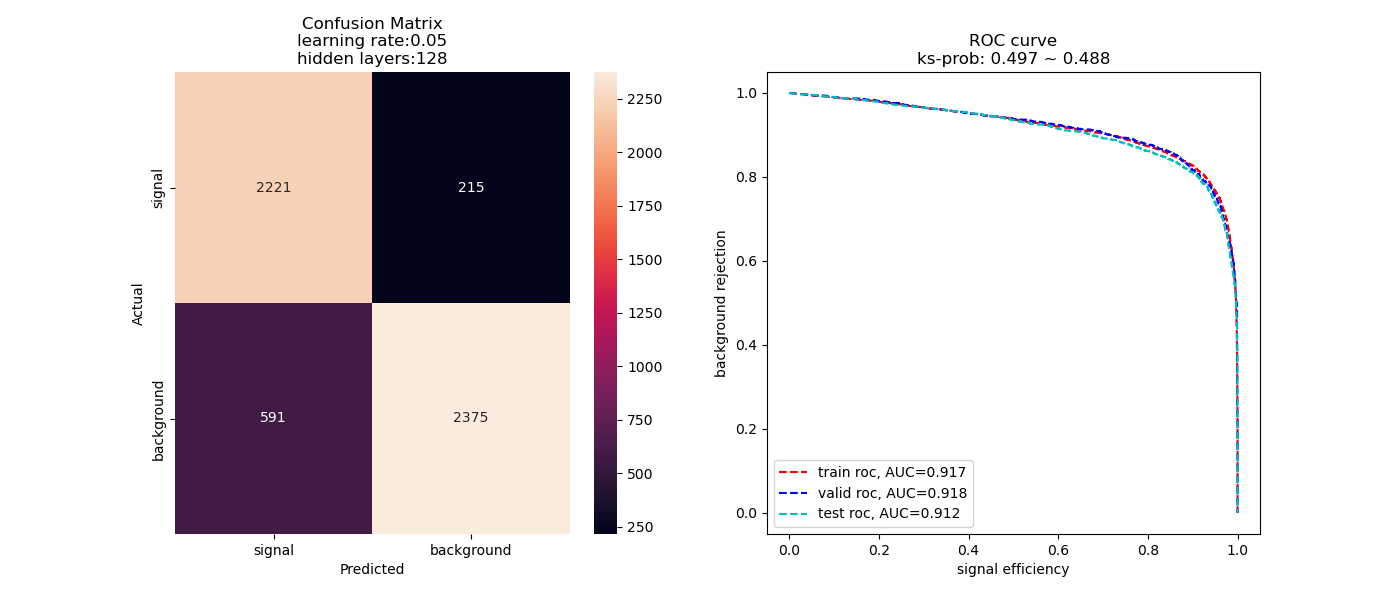 Confusion Matrix
learning rate:0.05
hidden layers:128
signal
background
Actual
2221
215
591
2375
signal
background
Predicted
2250
2000
1750
1500
1250
1000
750
500
250
ROC curve
ks-prob: 0.497 ~ 0.488
background rejection
1.0
0.8
0.6
0.4
0.2
0.0
train roc, AUC=0.917
valid roc, AUC=0.918
test roc, AUC=0.912
0.0
0.2
0.4
0.6
0.8
1.0
signal efficiency